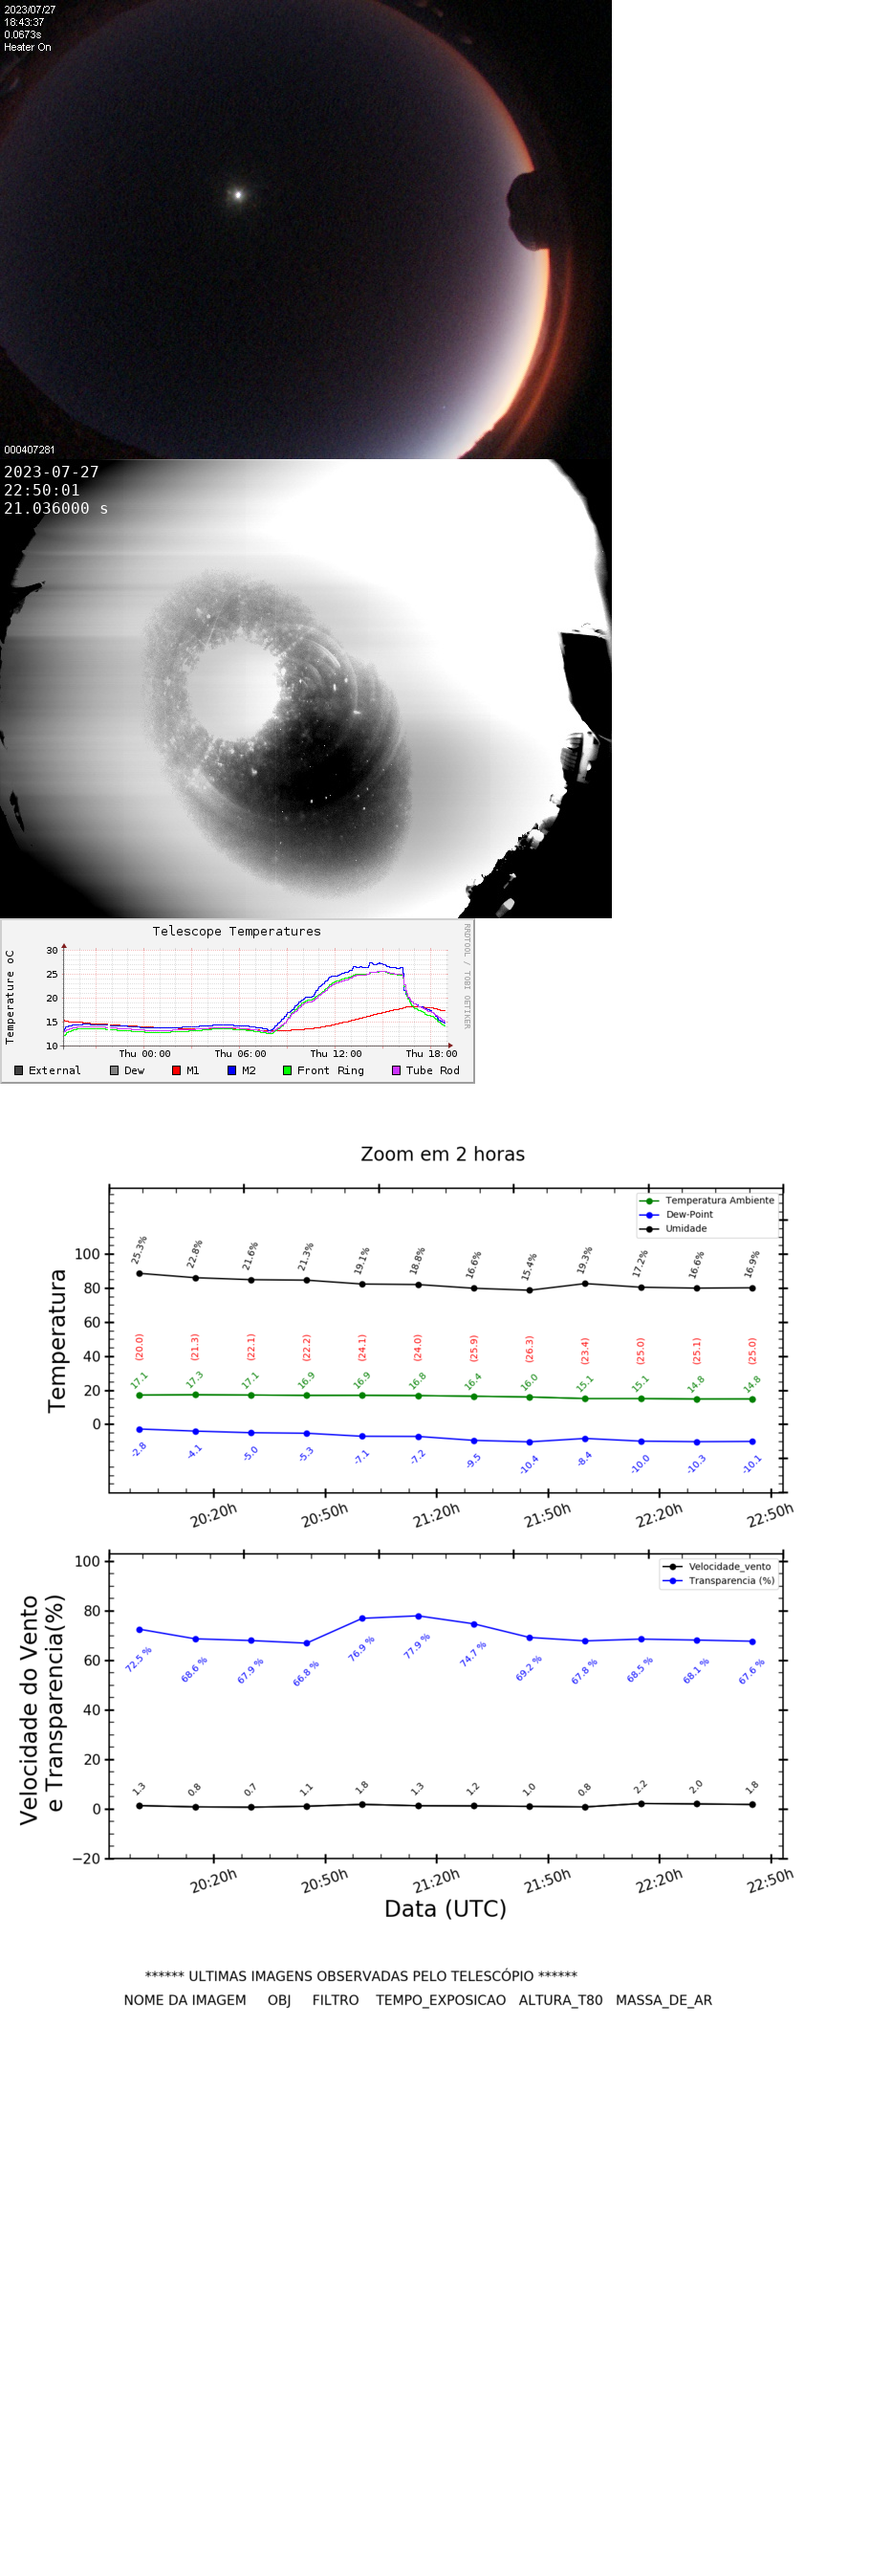 2023/07/27
18:43:37
0.0673s
Heater On
000407281
2023-07-27
22:50:01
21.036000 s
Telescope Temperatures
RRDTOOL / TOBI OETIKER
Temperature oC
30
25
20
15
10
Thu 00:00 Thu 06:00 Thu 12:00 Thu 18:00
External Dew M1 M2 Front Ring Tube Rod
Zoom em 2 horas
Temperatura Ambiente
Dew-Point
Umidade
Temperatura
100
80
60
40
20
0
25.3% 22.8% 21.6% 21.3% 19.1% 18.8% 16.6% 15.4% 19.3% 17.2% 16.6% 16.9%
(20.0) (21.3) (22.1) (22.2) (24.1) (24.0) (25.9) (26.3) (23.4) (25.0) (25.1) (25.0)
17.1 17.3 17.1 16.9 16.9 16.8 16.4 16.0 15.1 15.1 14.8 14.8
-2.8 -4.1 -5.0 -5.3 -7.1 -7.2 -9.5 -10.4 -8.4 -10.0 -10.3 -10.1
20:20h 20:50h 21:20h 21:50h 22:20h 22:50h
Velocidade_vento
Transparencia (%)
Velocidade do Vento
e Transparencia(%)
100
80
60
40
20
0
−20
72.5 % 68.6 % 67.9 % 66.8 % 76.9 % 77.9 % 74.7 % 69.2 % 67.8 % 68.5 % 68.1 % 67.6 %
1.3 0.8 0.7 1.1 1.8 1.3 1.2 1.0 0.8 2.2 2.0 1.8
20:20h 20:50h 21:20h 21:50h 22:20h 22:50h
Data (UTC)
****** ULTIMAS IMAGENS OBSERVADAS PELO TELESCÓPIO ******
NOME DA IMAGEM OBJ FILTRO TEMPO_EXPOSICAO ALTURA_T80 MASSA_DE_AR